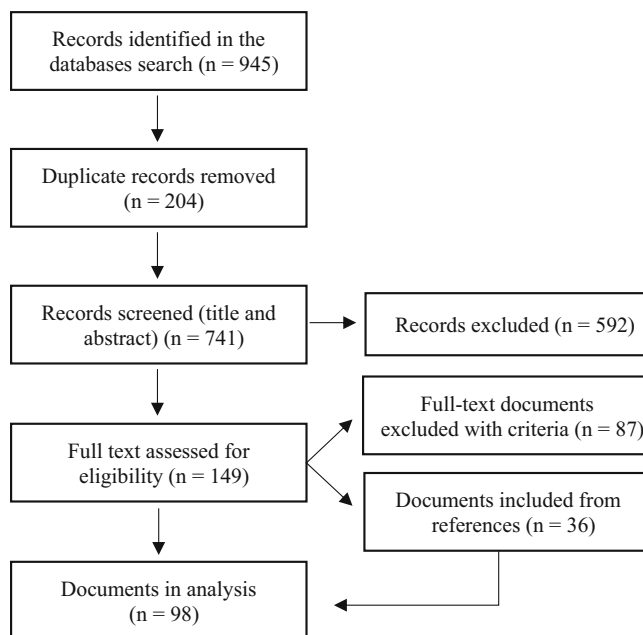 Records identified in the
databases search (n = 945)
Duplicate records removed
(n = 204)
Records screened (title and
abstract) (n = 741)
Records excluded (n = 592)
Full-text documents
excluded with criteria (n = 87)
Full text assessed for
eligibility (n = 149)
Documents included from
references (n = 36)
Documents in analysis
(n = 98)